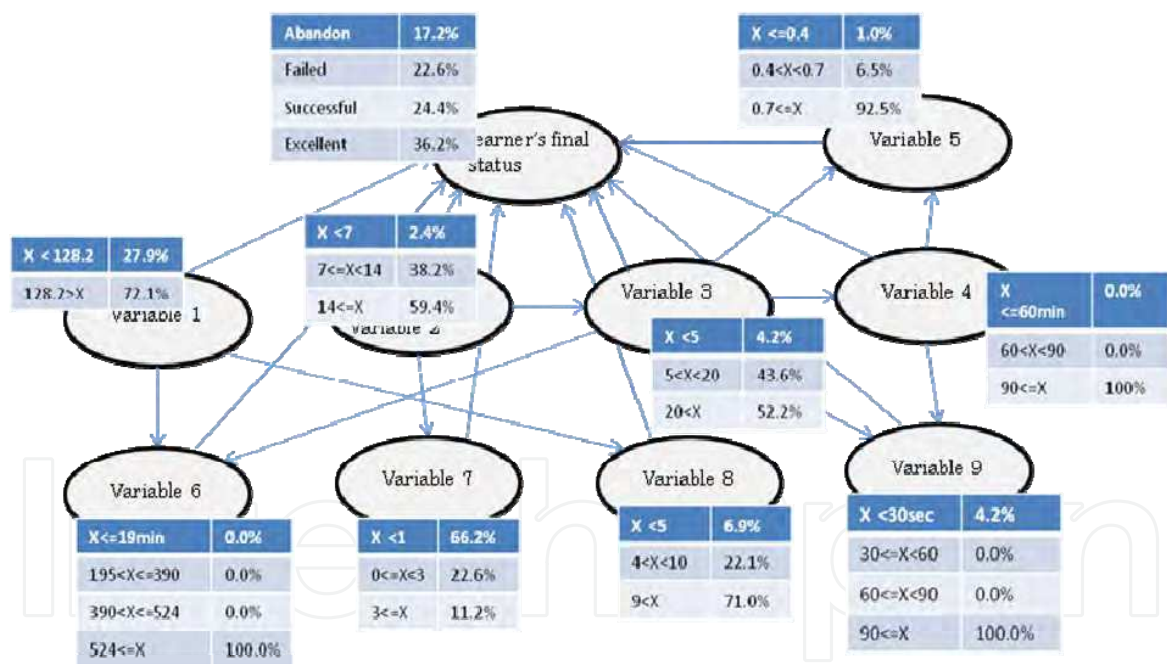 Abandon 17.2%
Failed 22.6%
Successful 24.4%
Excellent 36.2%
X <=0.4 1.0%
0.4<X<0.7 6.5%
0.7<=X 92.5%
earner's final
status
Variable 5
X <128.2 27.9%
128.2>X 72.1%
Variable 1
X <7 2.4%
7<=X<14 38.2%
14<=X 59.4%
Variable 2
Variable 3
X <5 4.2%
5<X<20 43.6%
20<X 52.2%
Variable 4
X 0.0%
<=60min
60<X<90 0.0%
90<=X 100%
Variable 6
X<=19min 0.0%
195<X<=390 0.0%
390<X<=524 0.0%
524<=X 100.0%
Variable 7
X <1 66.2%
0<=X<3 22.6%
3<=X 11.2%
Variable 8
X <5 6.9%
4<X<10 22.1%
9<X 71.0%
Variable 9
X <30sec 4.2%
30<=X<60 0.0%
60<=X<90 0.0%
90<=X 100.0%